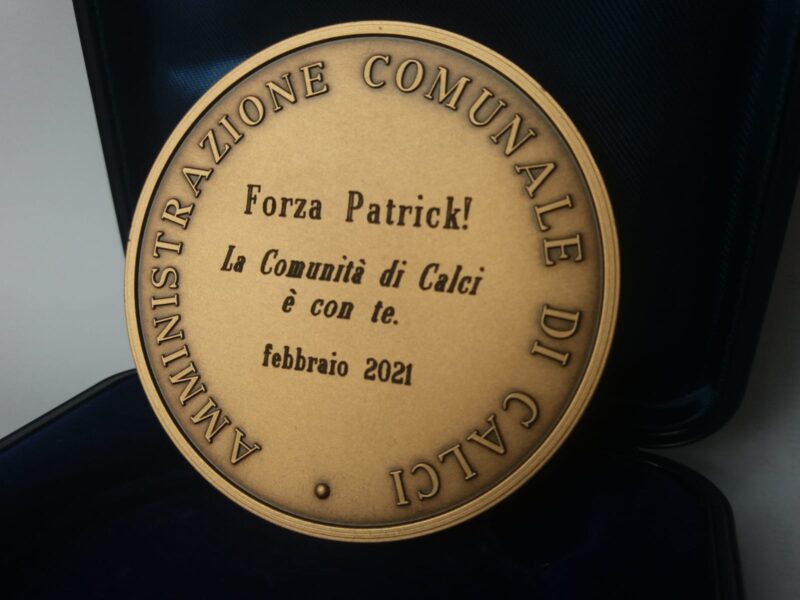 AMMINISTRAZIONE COMUNALE DI CALCI
Forza Patrick!
La Comunità di Calci
è con te.
febbraio 2021